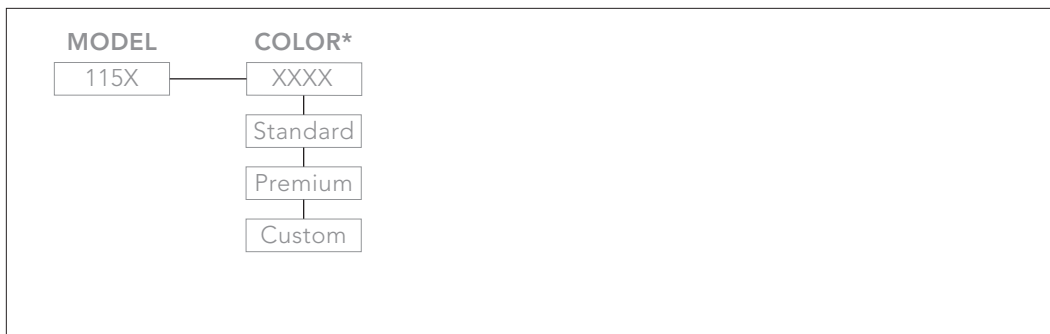 MODEL COLOR*
115X XXXX
Standard
Premium
Custom